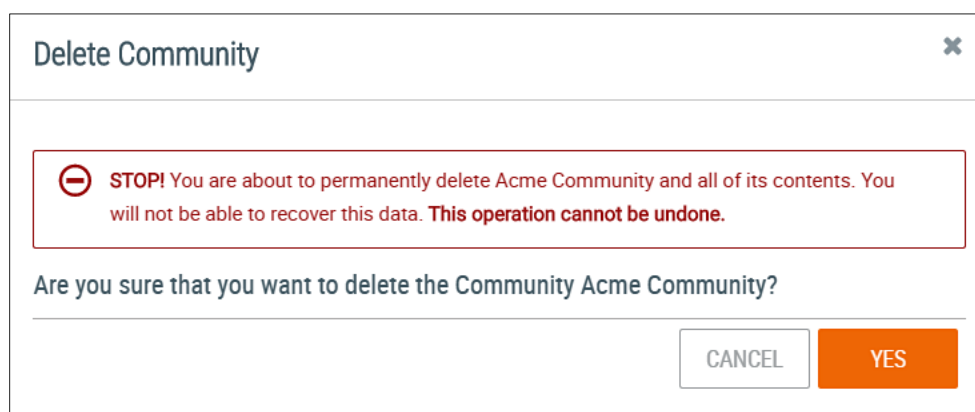 Delete Community
STOP! You are about to permanently delete Acme Community and all of its contents. You
will not be able to recover this data. This operation cannot be undone.
Are you sure that you want to delete the Community Acme Community?
CANCEL YES